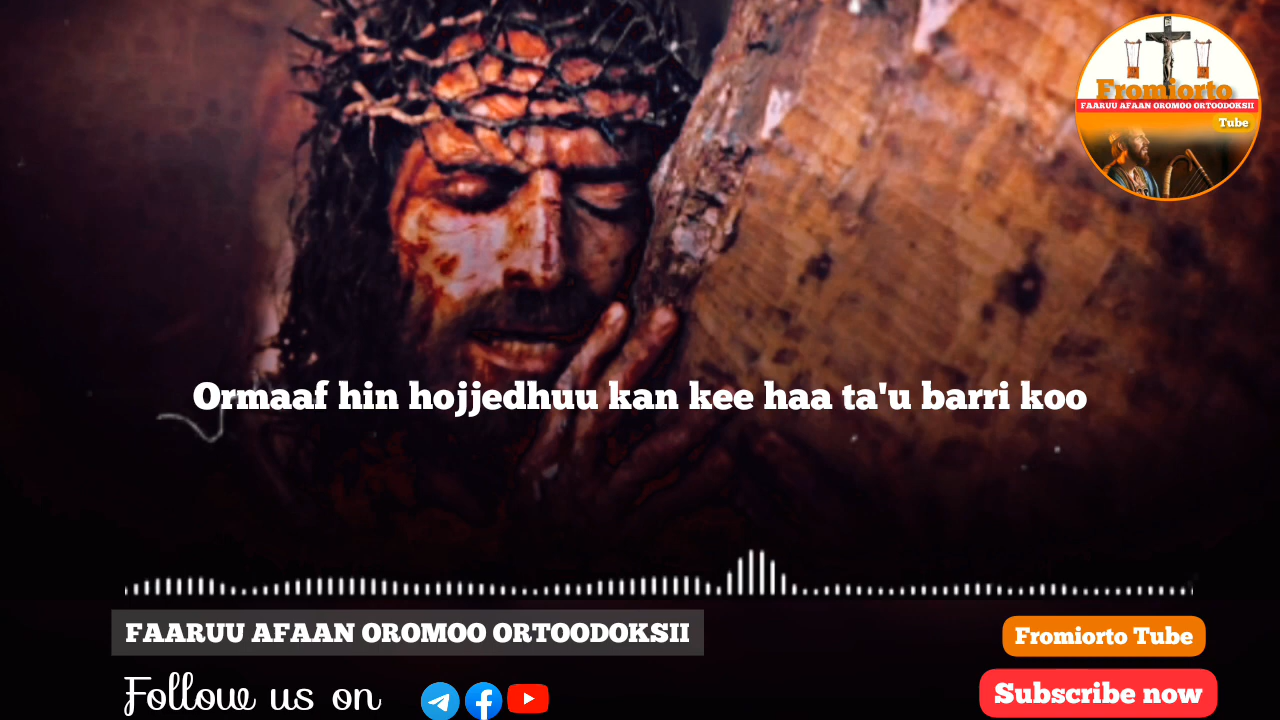 Fromiorto
FAARUU AFAAN OROMOO ORTOODOKSII
Tube
Ormaaf hin hojjedhuu kan kee haa ta'u barri koo
FAARUU AFAAN OROMOO ORTOODOKSII
Fromiorto Tube
Follow us on
Subscribe now